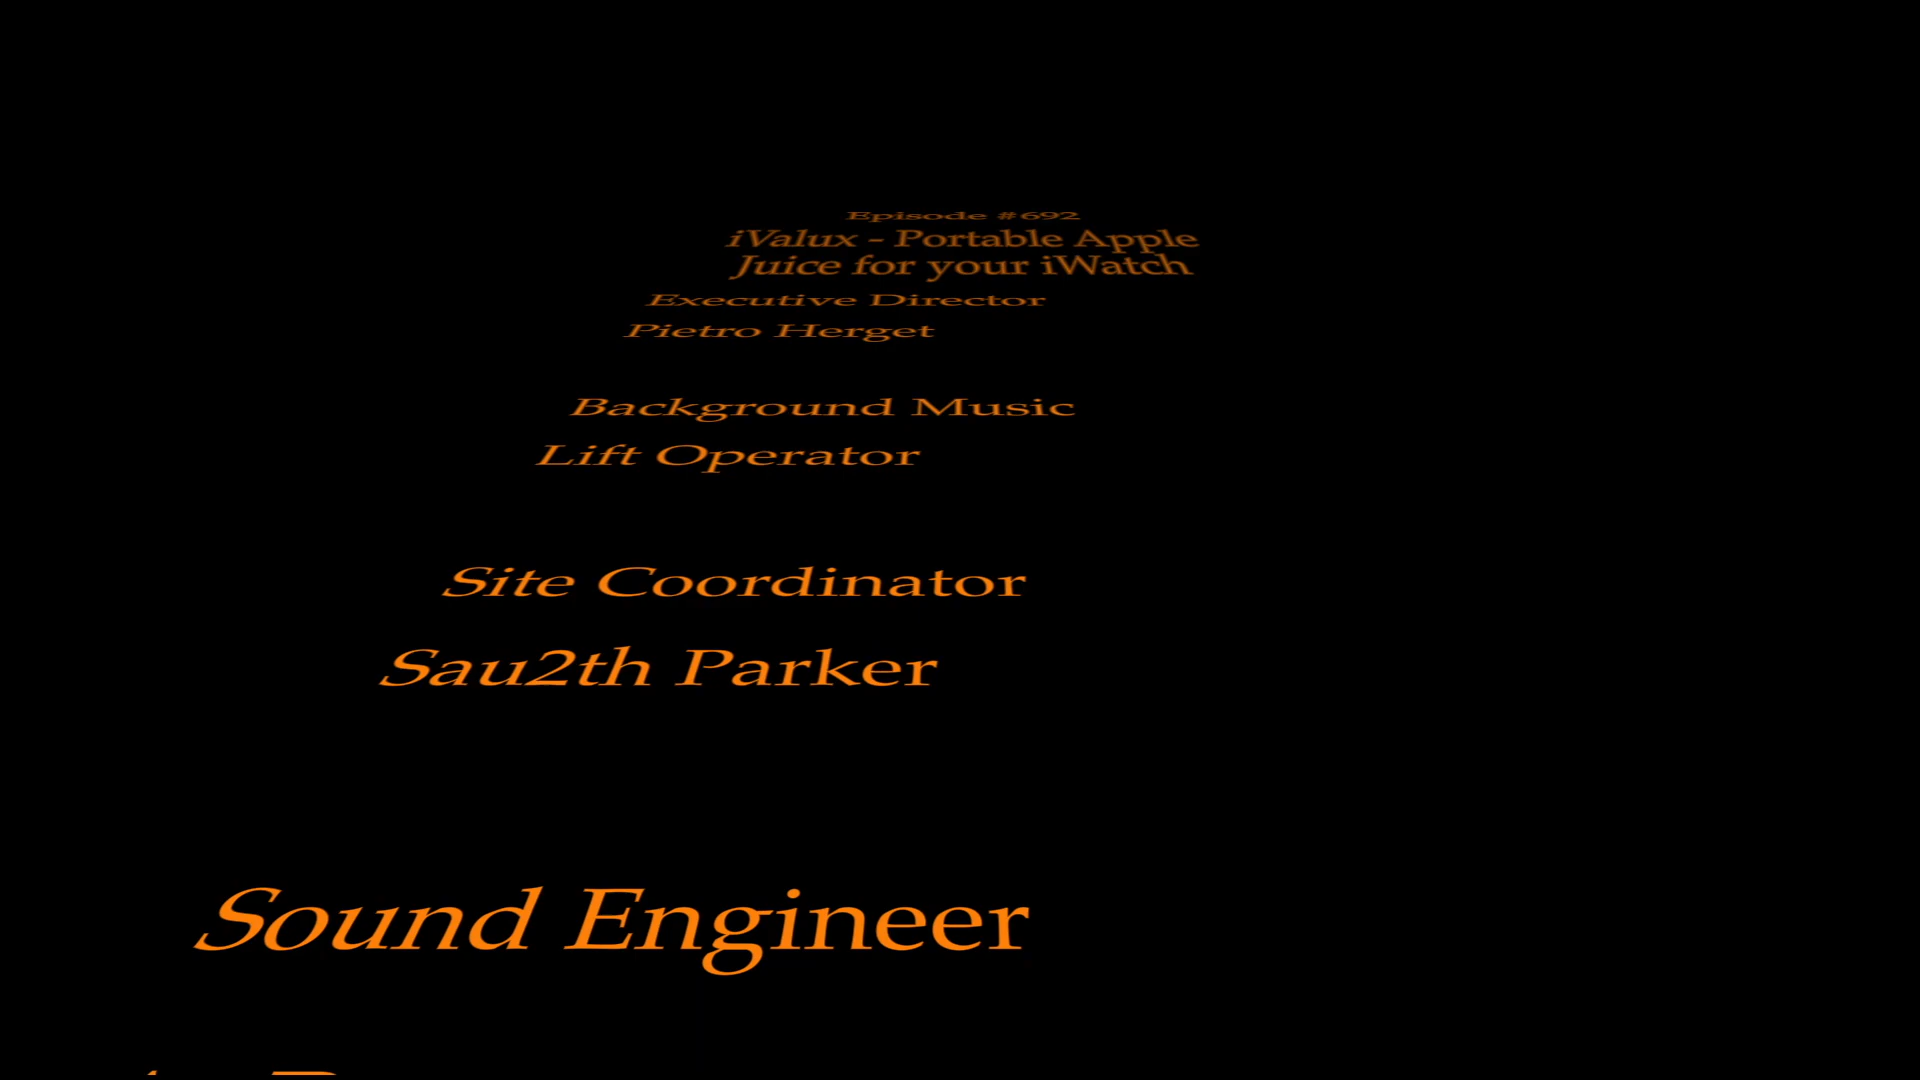 Episode #692
iValux - Portable Apple
Juice for your iWatch
Executive Director
Pietro Herget
Background Music
Lift Operator
Site Coordinator
Sau2th Parker
Sound Engineer